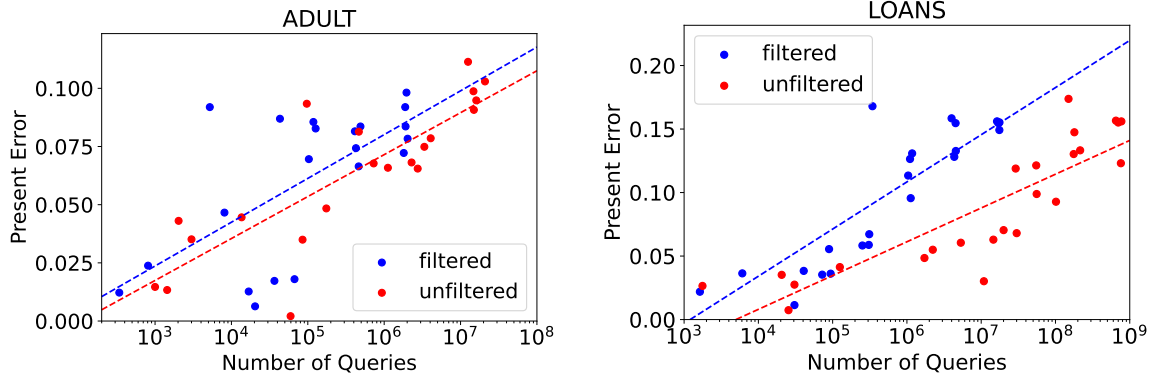 ADULT
Present Error
0.100
0.075
0.050
0.025
0.000
10³ 10⁴ 10⁵ 10⁶ 10⁷ 10⁸
Number of Queries
filtered
unfiltered
LOANS
Present Error
0.20
0.15
0.10
0.05
0.00
10³ 10⁴ 10⁵ 10⁶ 10⁷ 10⁸ 10⁹
Number of Queries
filtered
unfiltered